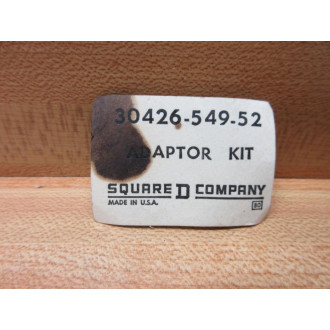 30426-549-52
ADAPTOR KIT
SQUARE D COMPANY
MADE IN U.S.A.